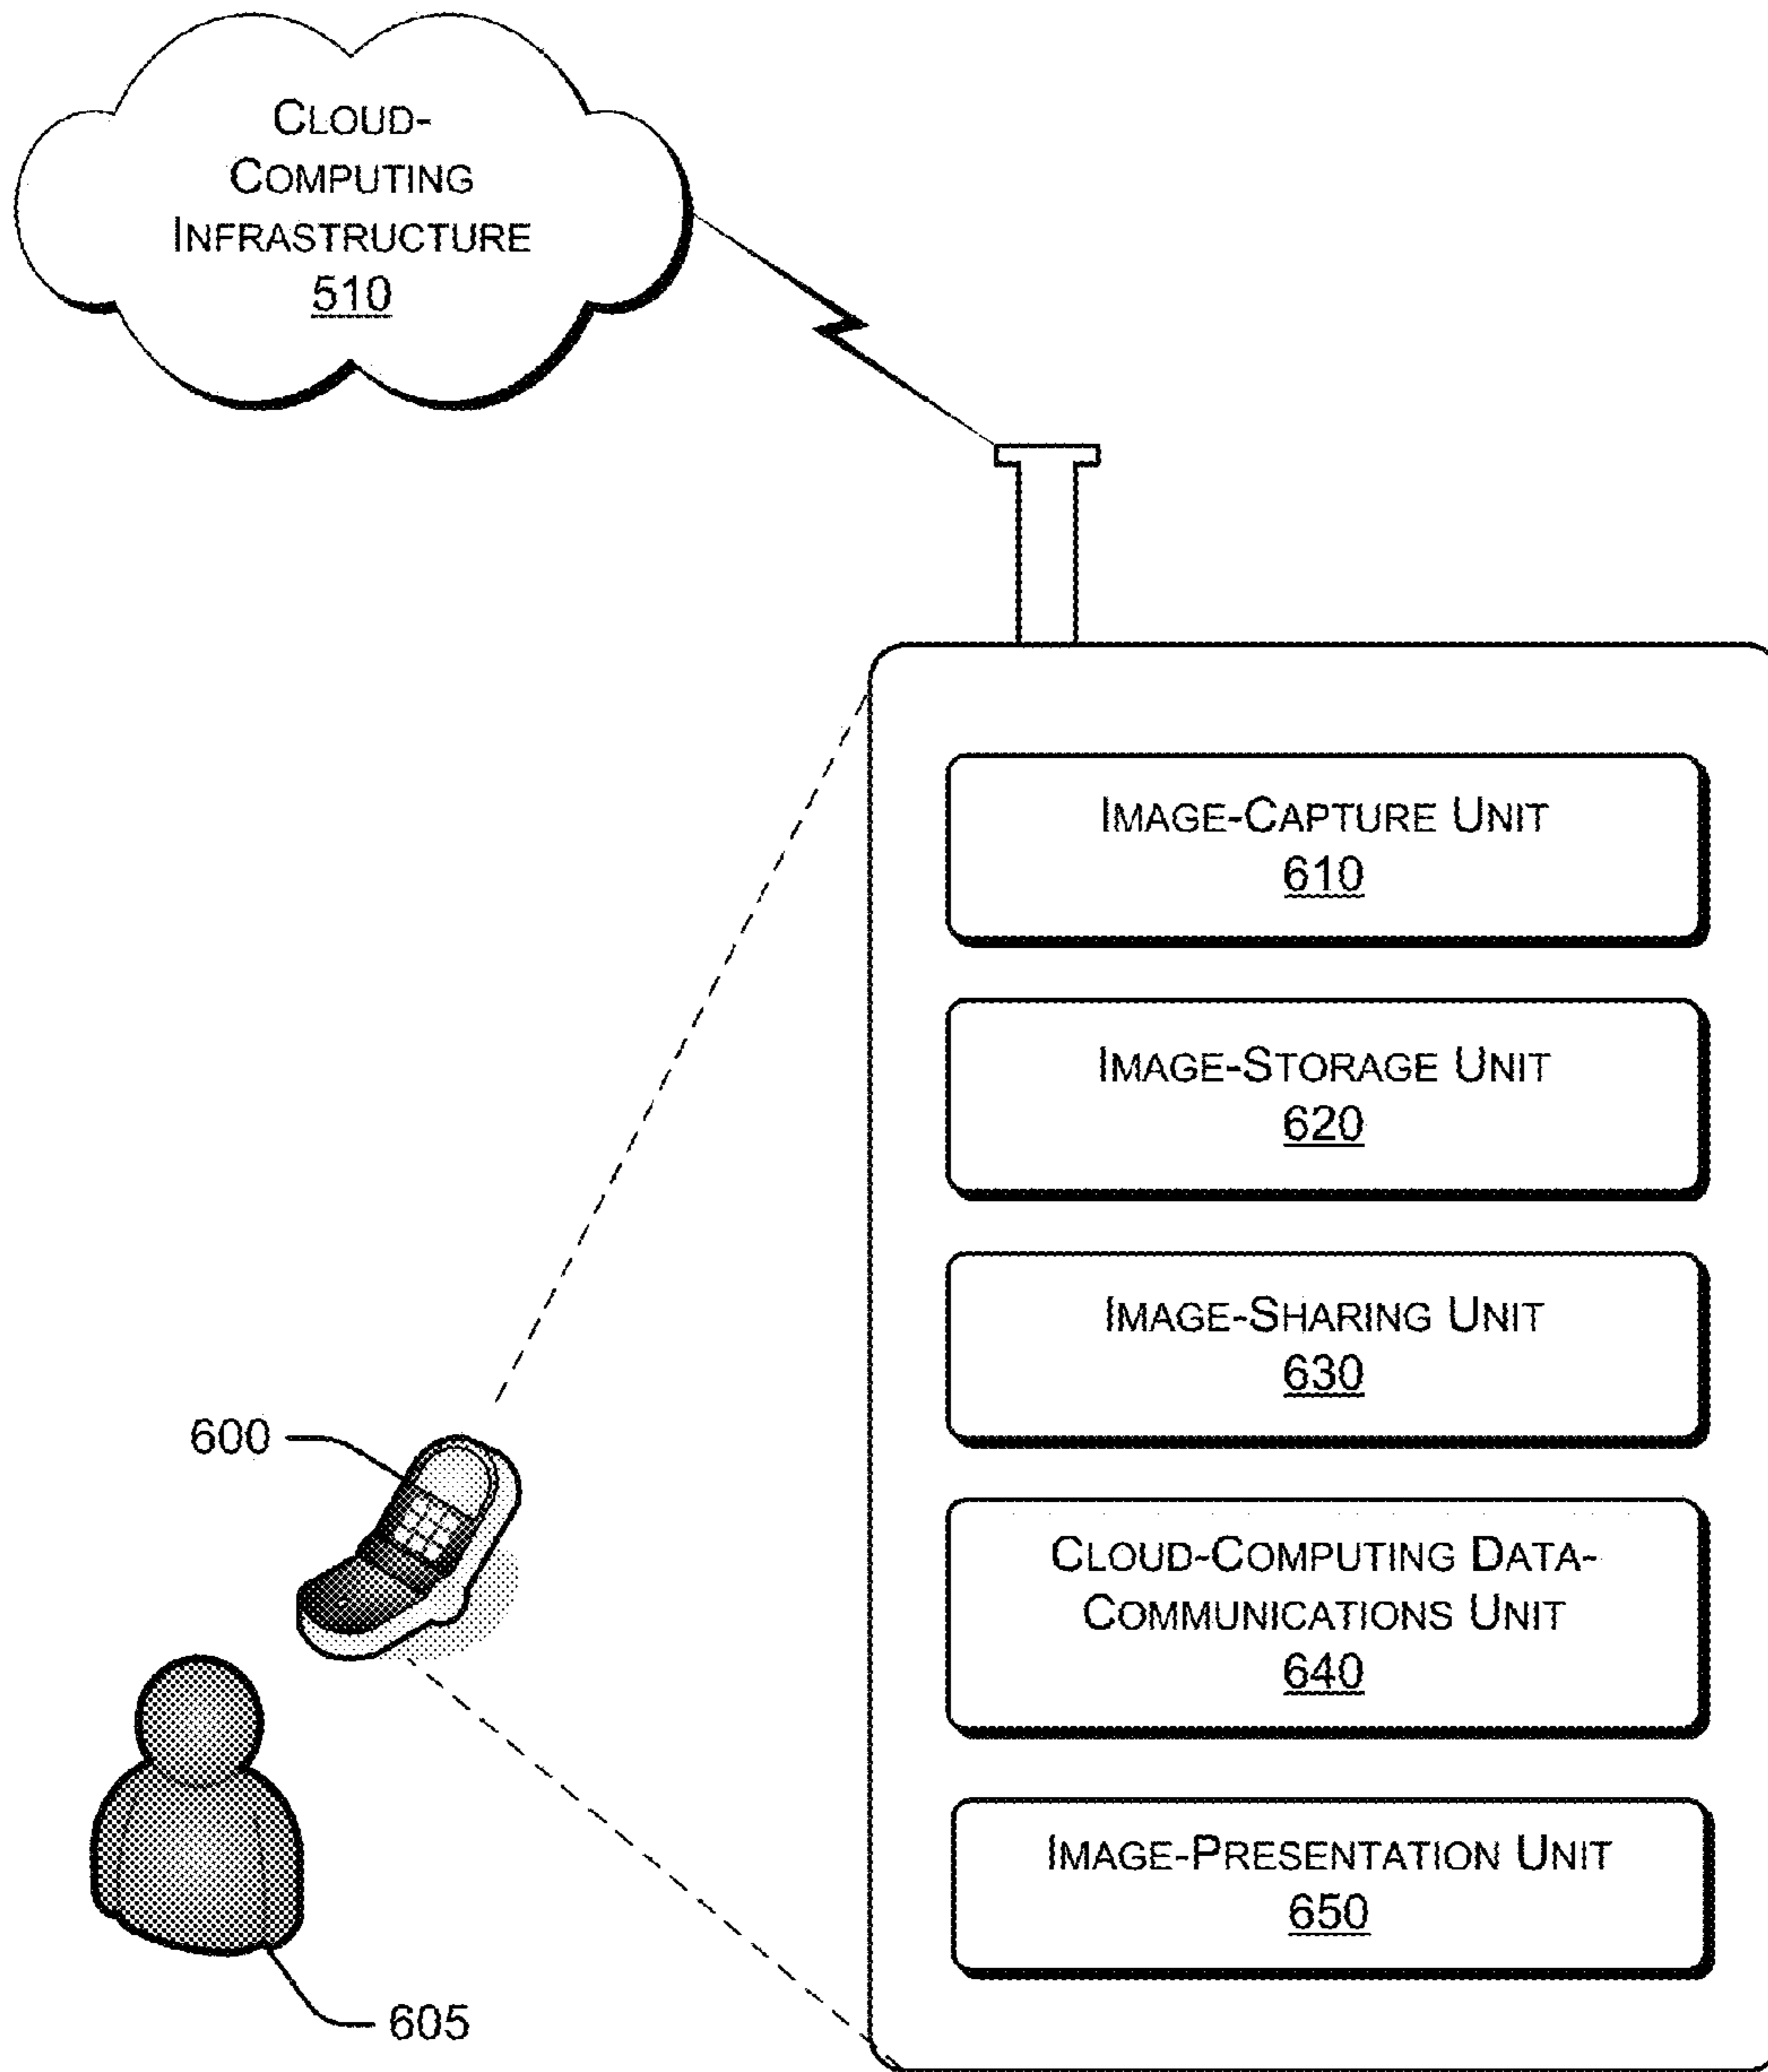 CLOUD-
COMPUTING
INFRASTRUCTURE
510
IMAGE-CAPTURE UNIT
610
IMAGE-STORAGE UNIT
620
IMAGE-SHARING UNIT
630
600
CLOUD-COMPUTING DATA-
COMMUNICATIONS UNIT
640
IMAGE-PRESENTATION UNIT
650
605